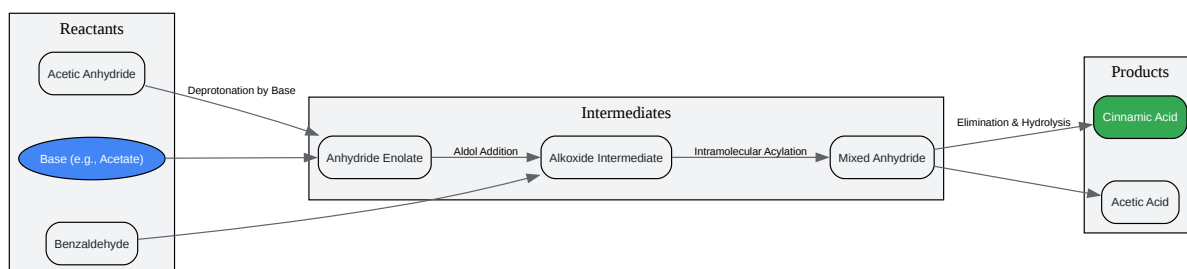 Reactants
Acetic Anhydride
Base (e.g., Acetate)
Benzaldehyde
Deprotonation by Base
Intermediates
Anhydride Enolate
Aldol Addition
Alkoxide Intermediate
Intramolecular Acylation
Mixed Anhydride
Elimination & Hydrolysis
Products
Cinnamic Acid
Acetic Acid